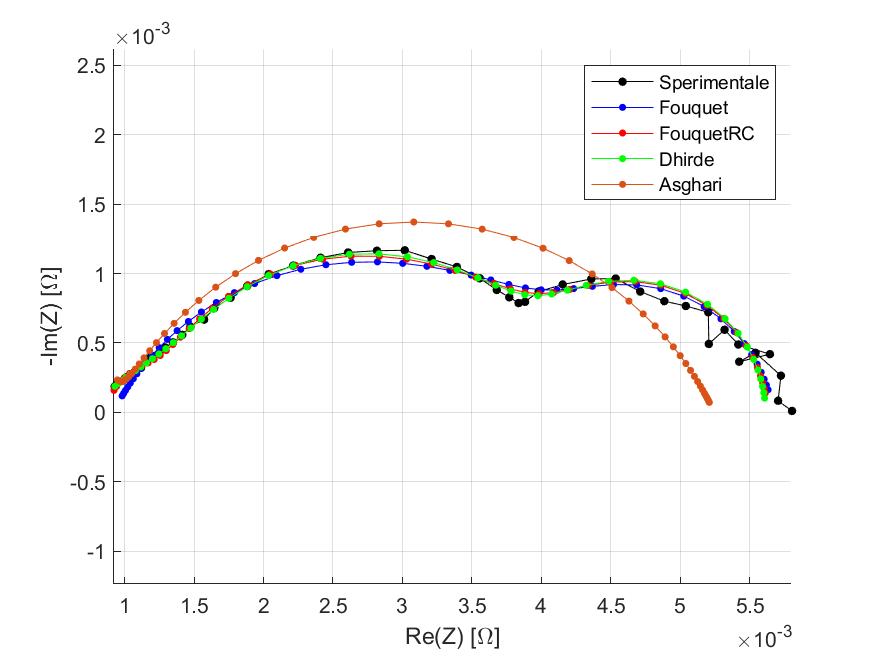 ×10⁻³
2.5
2
1.5
1
0.5
0
-0.5
-1
-Im(Z) [Ω]
Sperimentale
Fouquet
FouquetRC
Dhirde
Asghari
1 1.5 2 2.5 3 3.5 4 4.5 5 5.5
Re(Z) [Ω]
×10⁻³